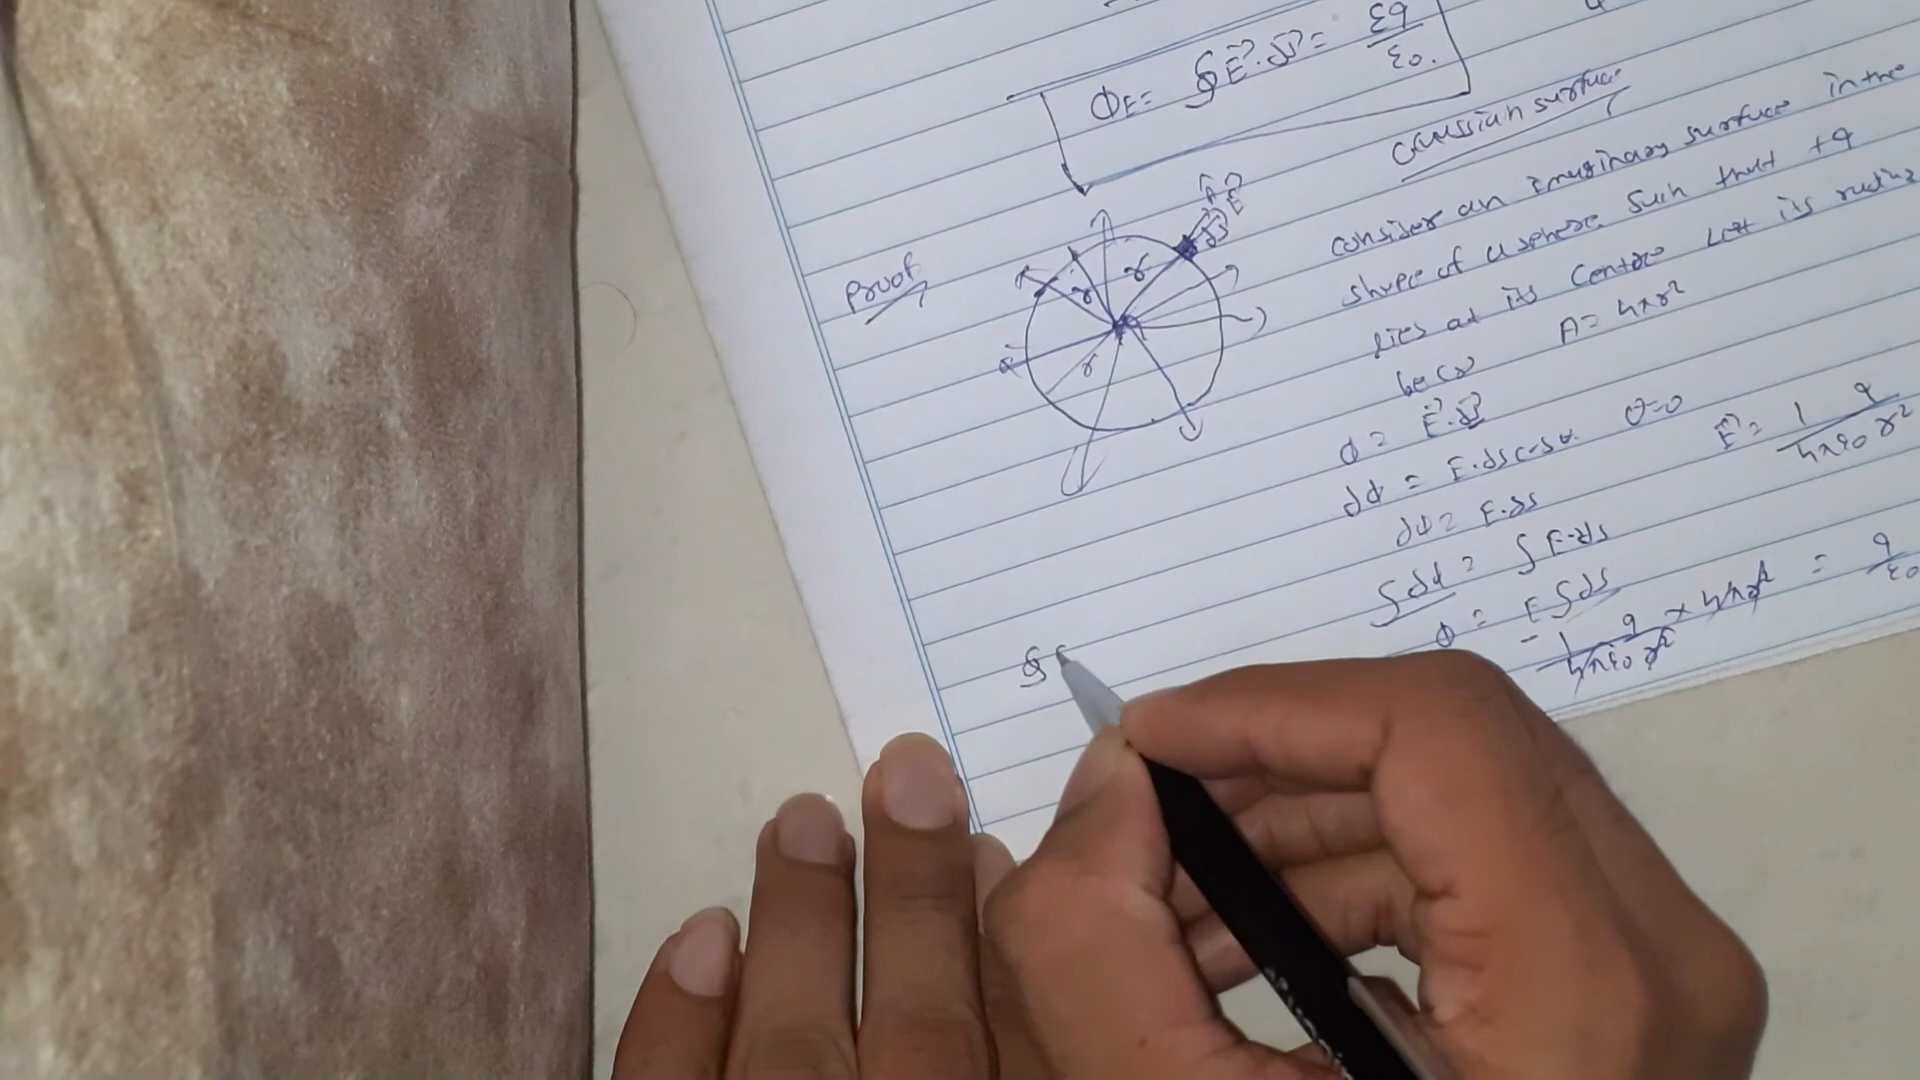 ΦE = ∮ E⃗ . ds⃗ = Σq / ε0.
Gaussian surface
Proof
n̂ E⃗
ds⃗
r
r
r
consider an imaginary surface in the
shape of a sphere such that +q
lies at its centre Let its radius
be (r) A = 4πr²
Φ = E⃗ . ds⃗
dΦ = E.ds cosθ. θ=0
E⃗ = 1 q / 4πε0 r²
dΦ = E.ds
∫dΦ = ∫E.ds
Φ = E∫ds
= 1 q / 4πε0 r² × 4πr² = q / ε0
∮